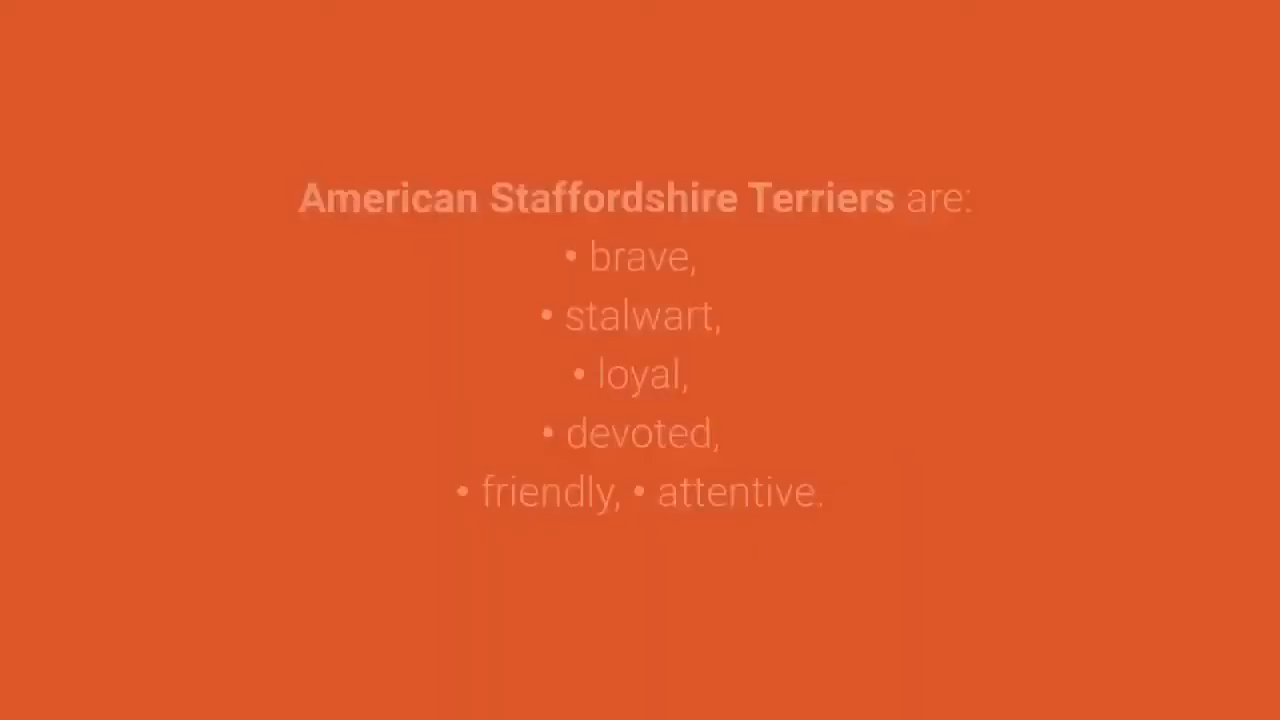 American Staffordshire Terriers are:
• brave,
• stalwart,
• loyal,
• devoted,
• friendly, • attentive.